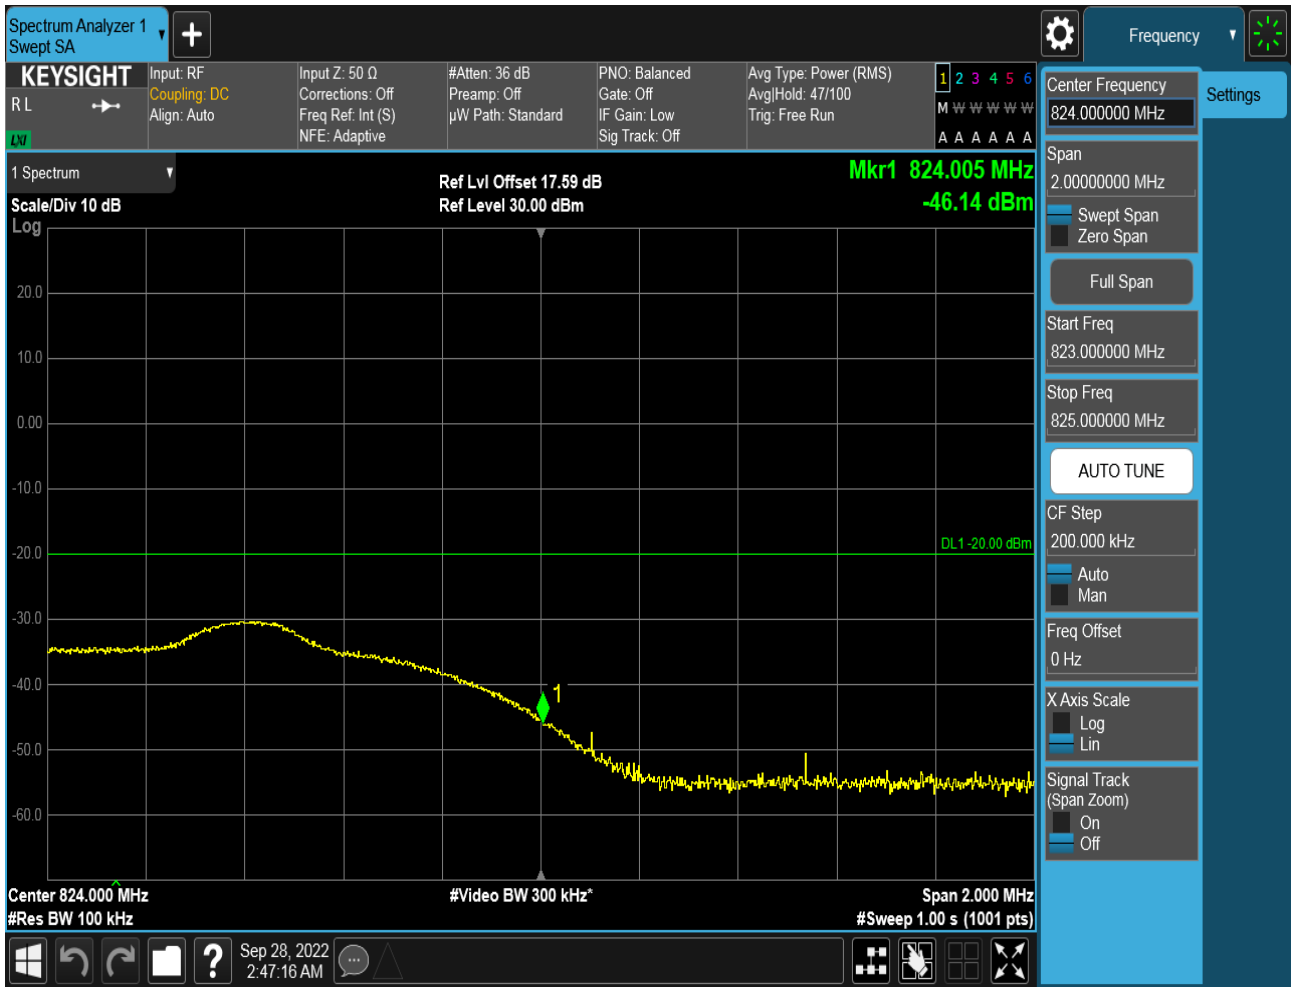 Spectrum Analyzer 1
Swept SA
Frequency
KEYSIGHT
R L
LXI
Input: RF
Coupling: DC
Align: Auto
Input Z: 50 Ω
Corrections: Off
Freq Ref: Int (S)
NFE: Adaptive
#Atten: 36 dB
Preamp: Off
µW Path: Standard
PNO: Balanced
Gate: Off
IF Gain: Low
Sig Track: Off
Avg Type: Power (RMS)
Avg|Hold: 47/100
Trig: Free Run
1 2 3 4 5 6
M W W W W W
A A A A A A
1 Spectrum
Scale/Div 10 dB
Log
Ref Lvl Offset 17.59 dB
Ref Level 30.00 dBm
Mkr1 824.005 MHz
-46.14 dBm
20.0
10.0
0.00
-10.0
-20.0
-30.0
-40.0
-50.0
-60.0
DL1 -20.00 dBm
1
Center 824.000 MHz
#Res BW 100 kHz
#Video BW 300 kHz*
Span 2.000 MHz
#Sweep 1.00 s (1001 pts)
Center Frequency
824.000000 MHz
Settings
Span
2.00000000 MHz
Swept Span
Zero Span
Full Span
Start Freq
823.000000 MHz
Stop Freq
825.000000 MHz
AUTO TUNE
CF Step
200.000 kHz
Auto
Man
Freq Offset
0 Hz
X Axis Scale
Log
Lin
Signal Track
(Span Zoom)
On
Off
?
Sep 28, 2022
2:47:16 AM